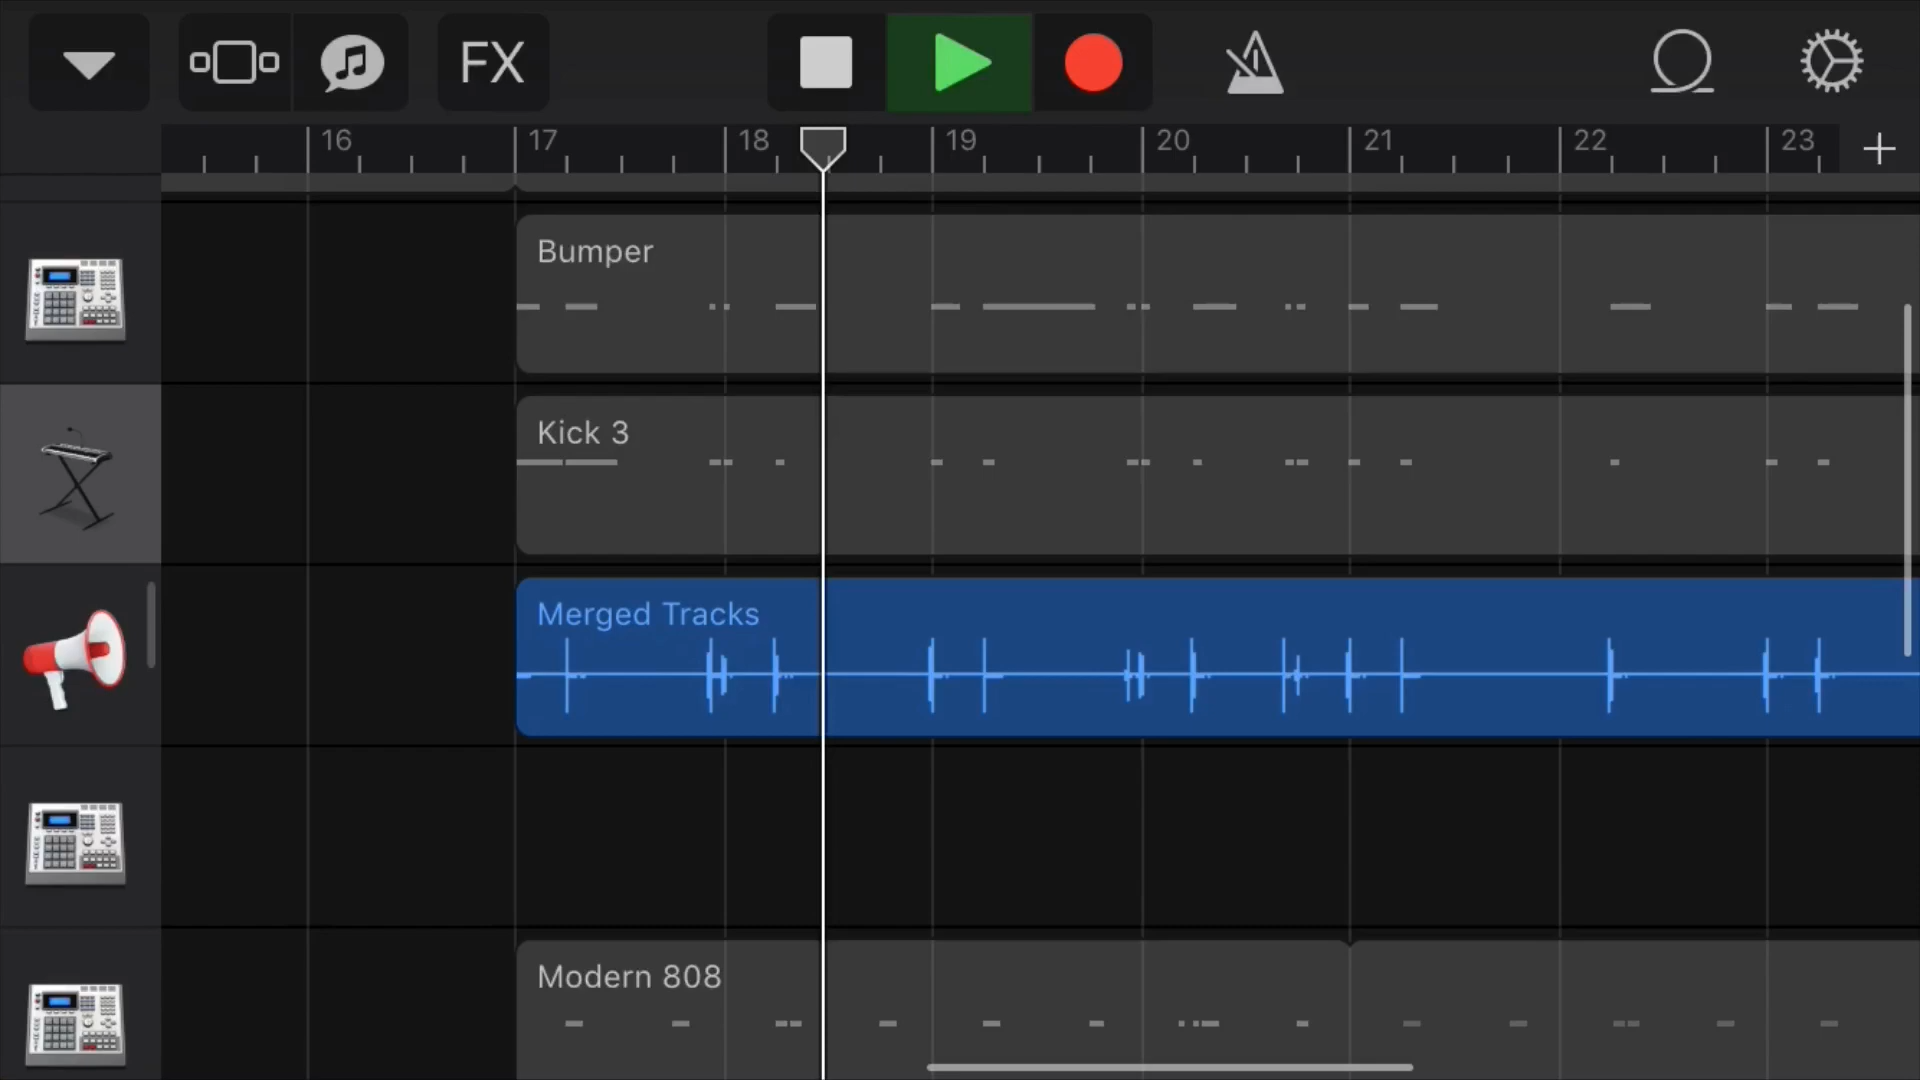 FX
16 17 18 19 20 21 22 23
Bumper
Kick 3
Merged Tracks
Modern 808